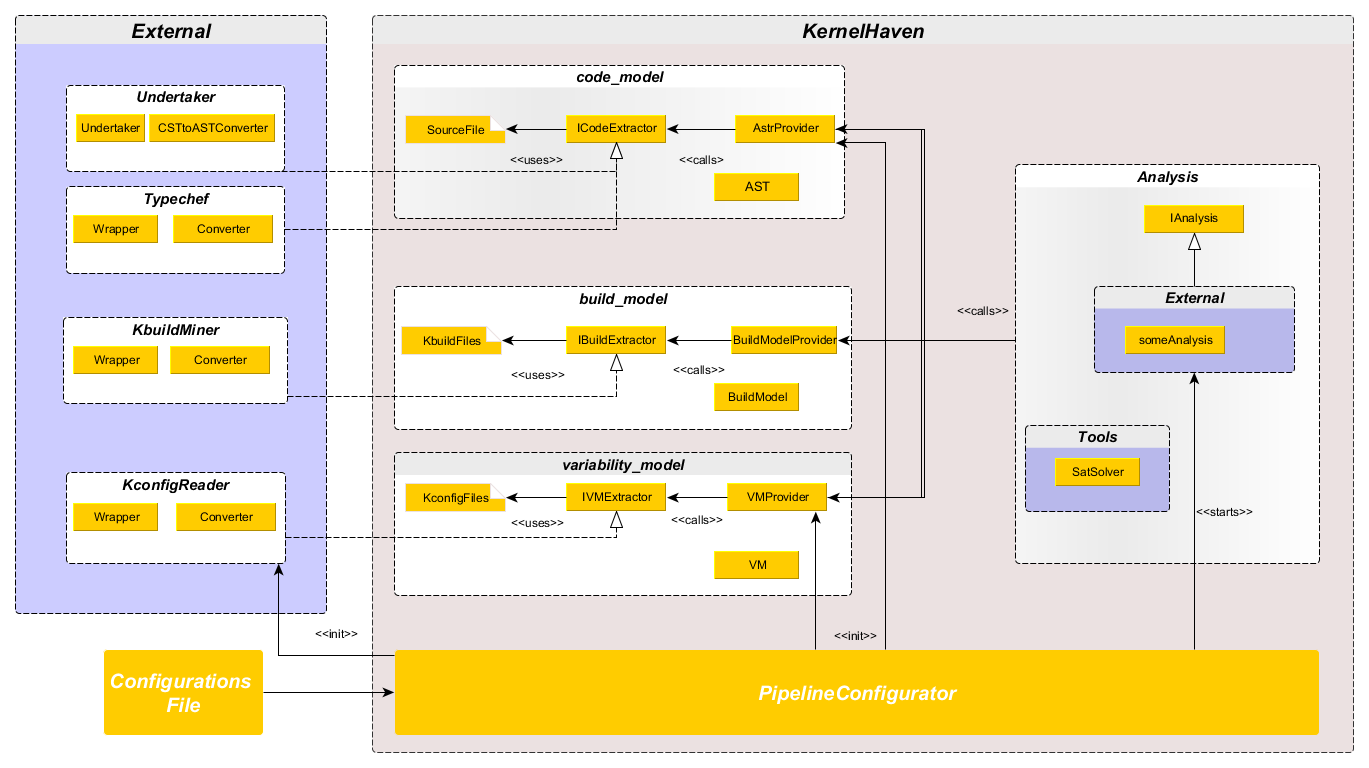 External
Undertaker
Undertaker
CSTtoASTConverter
Typechef
Wrapper
Converter
KbuildMiner
Wrapper
Converter
KconfigReader
Wrapper
Converter
<<init>>
Configurations
File
KernelHaven
code_model
SourceFile
ICodeExtractor
AstrProvider
<<uses>>
<<calls>
AST
build_model
KbuildFiles
IBuildExtractor
BuildModelProvider
<<uses>>
<<calls>>
BuildModel
variability_model
KconfigFiles
IVMExtractor
VMProvider
<<uses>>
<<calls>>
VM
<<calls>>
Analysis
IAnalysis
External
someAnalysis
Tools
SatSolver
<<starts>>
<<init>>
PipelineConfigurator